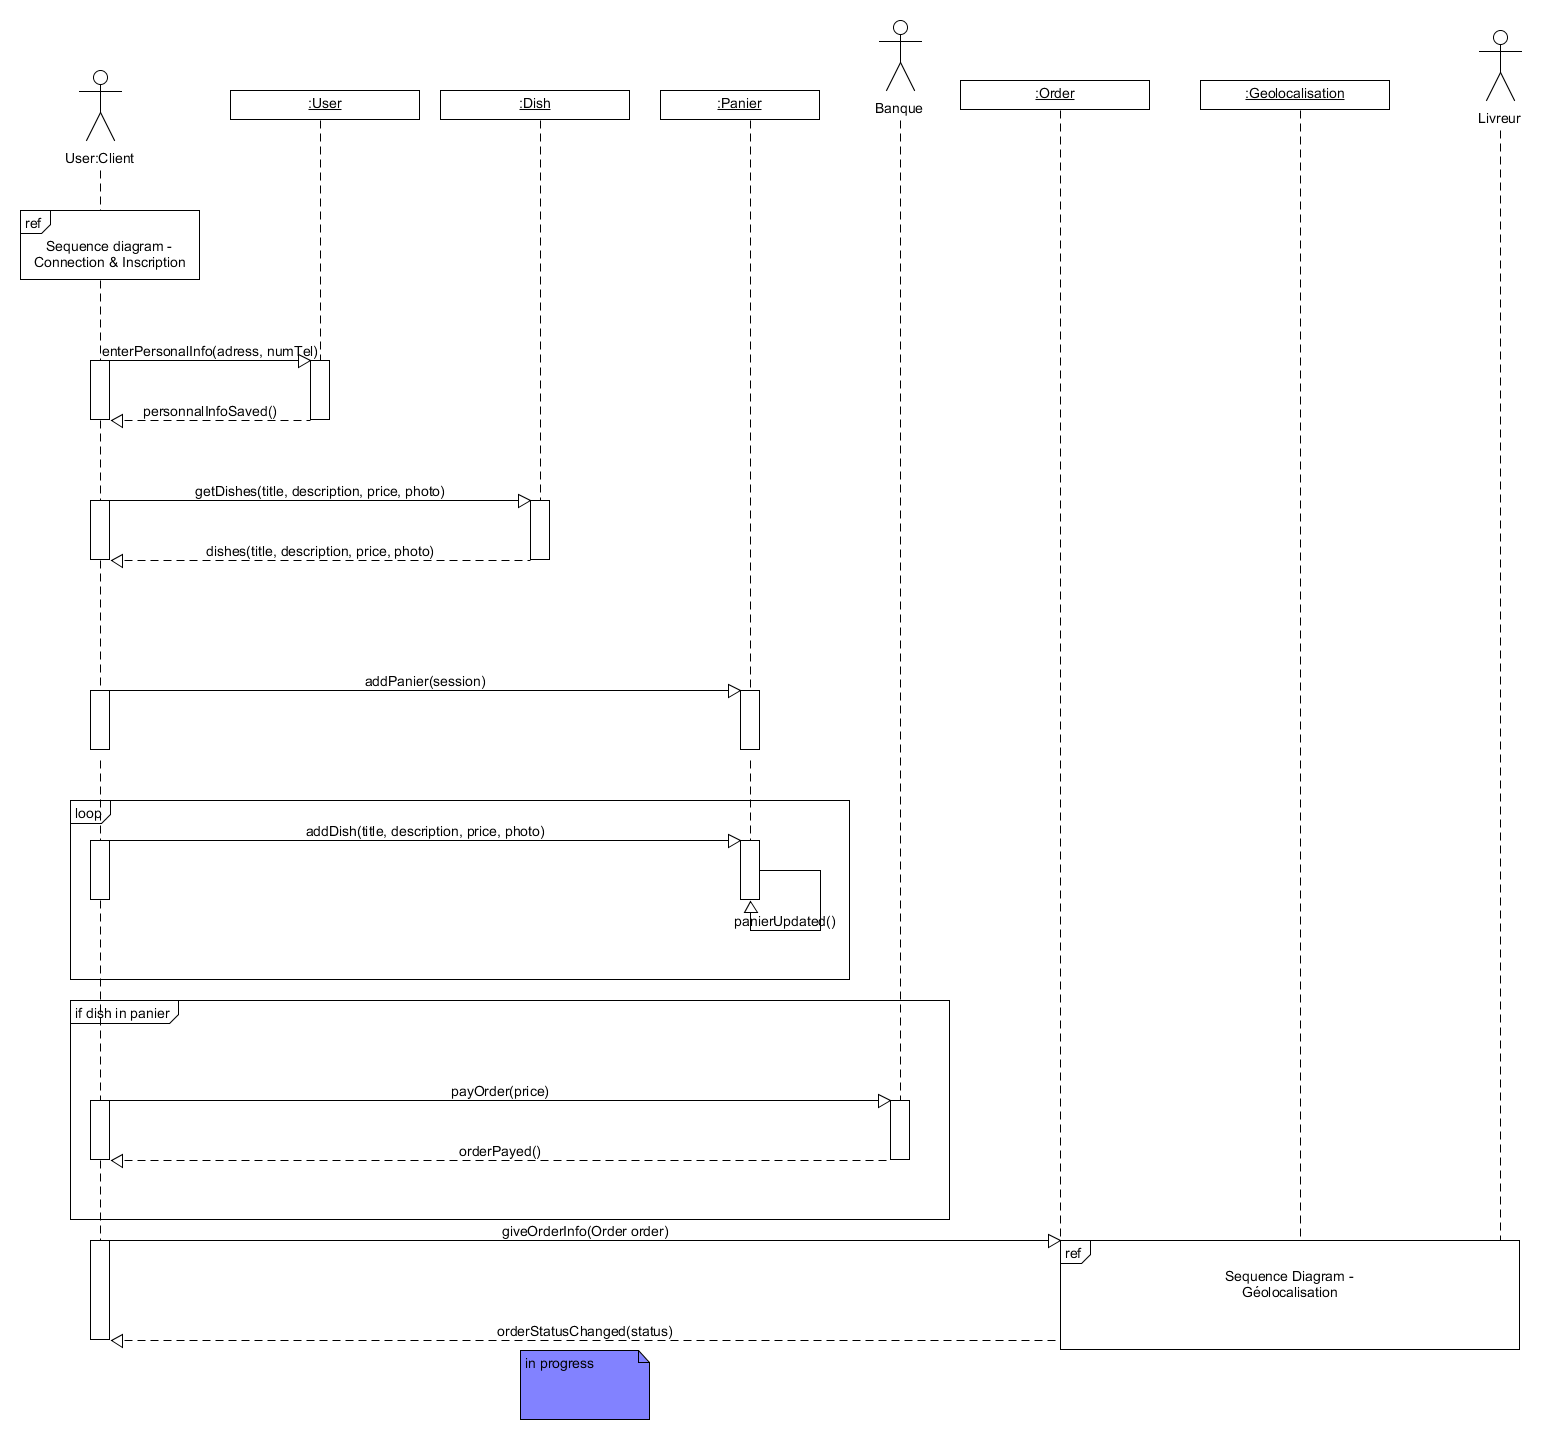 Banque
Livreur
User:Client
:User
:Dish
:Panier
:Order
:Geolocalisation
ref
Sequence diagram -
Connection & Inscription
enterPersonalInfo(adress, numTel)
personnalInfoSaved()
getDishes(title, description, price, photo)
dishes(title, description, price, photo)
addPanier(session)
loop
addDish(title, description, price, photo)
panierUpdated()
if dish in panier
payOrder(price)
orderPayed()
giveOrderInfo(Order order)
ref
Sequence Diagram -
Géolocalisation
orderStatusChanged(status)
in progress